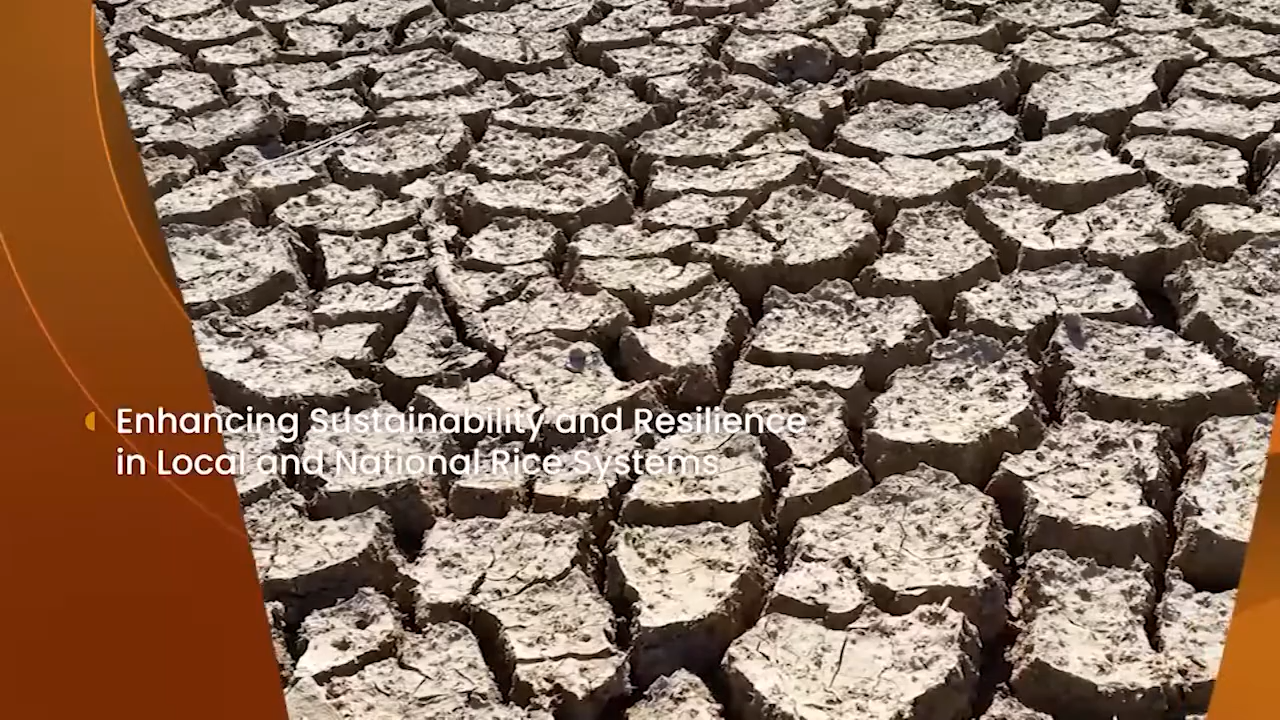 Enhancing Sustainability and Resilience
in Local and National Rice Systems